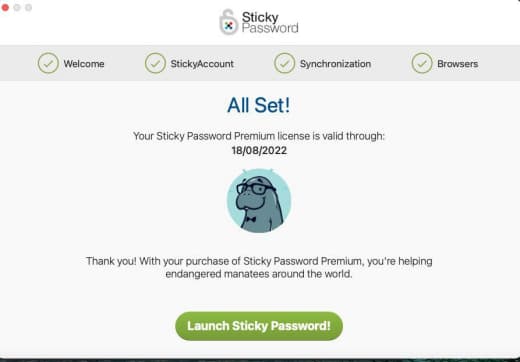 Sticky
Password
Welcome
StickyAccount
Synchronization
Browsers
All Set!
Your Sticky Password Premium license is valid through:
18/08/2022
Thank you! With your purchase of Sticky Password Premium, you're helping
endangered manatees around the world.
Launch Sticky Password!